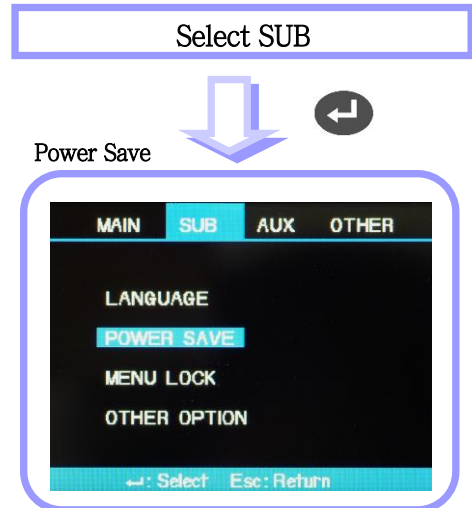 Select SUB
Power Save
MAIN SUB AUX OTHER
LANGUAGE
POWER SAVE
MENU LOCK
OTHER OPTION
↵: Select Esc: Return